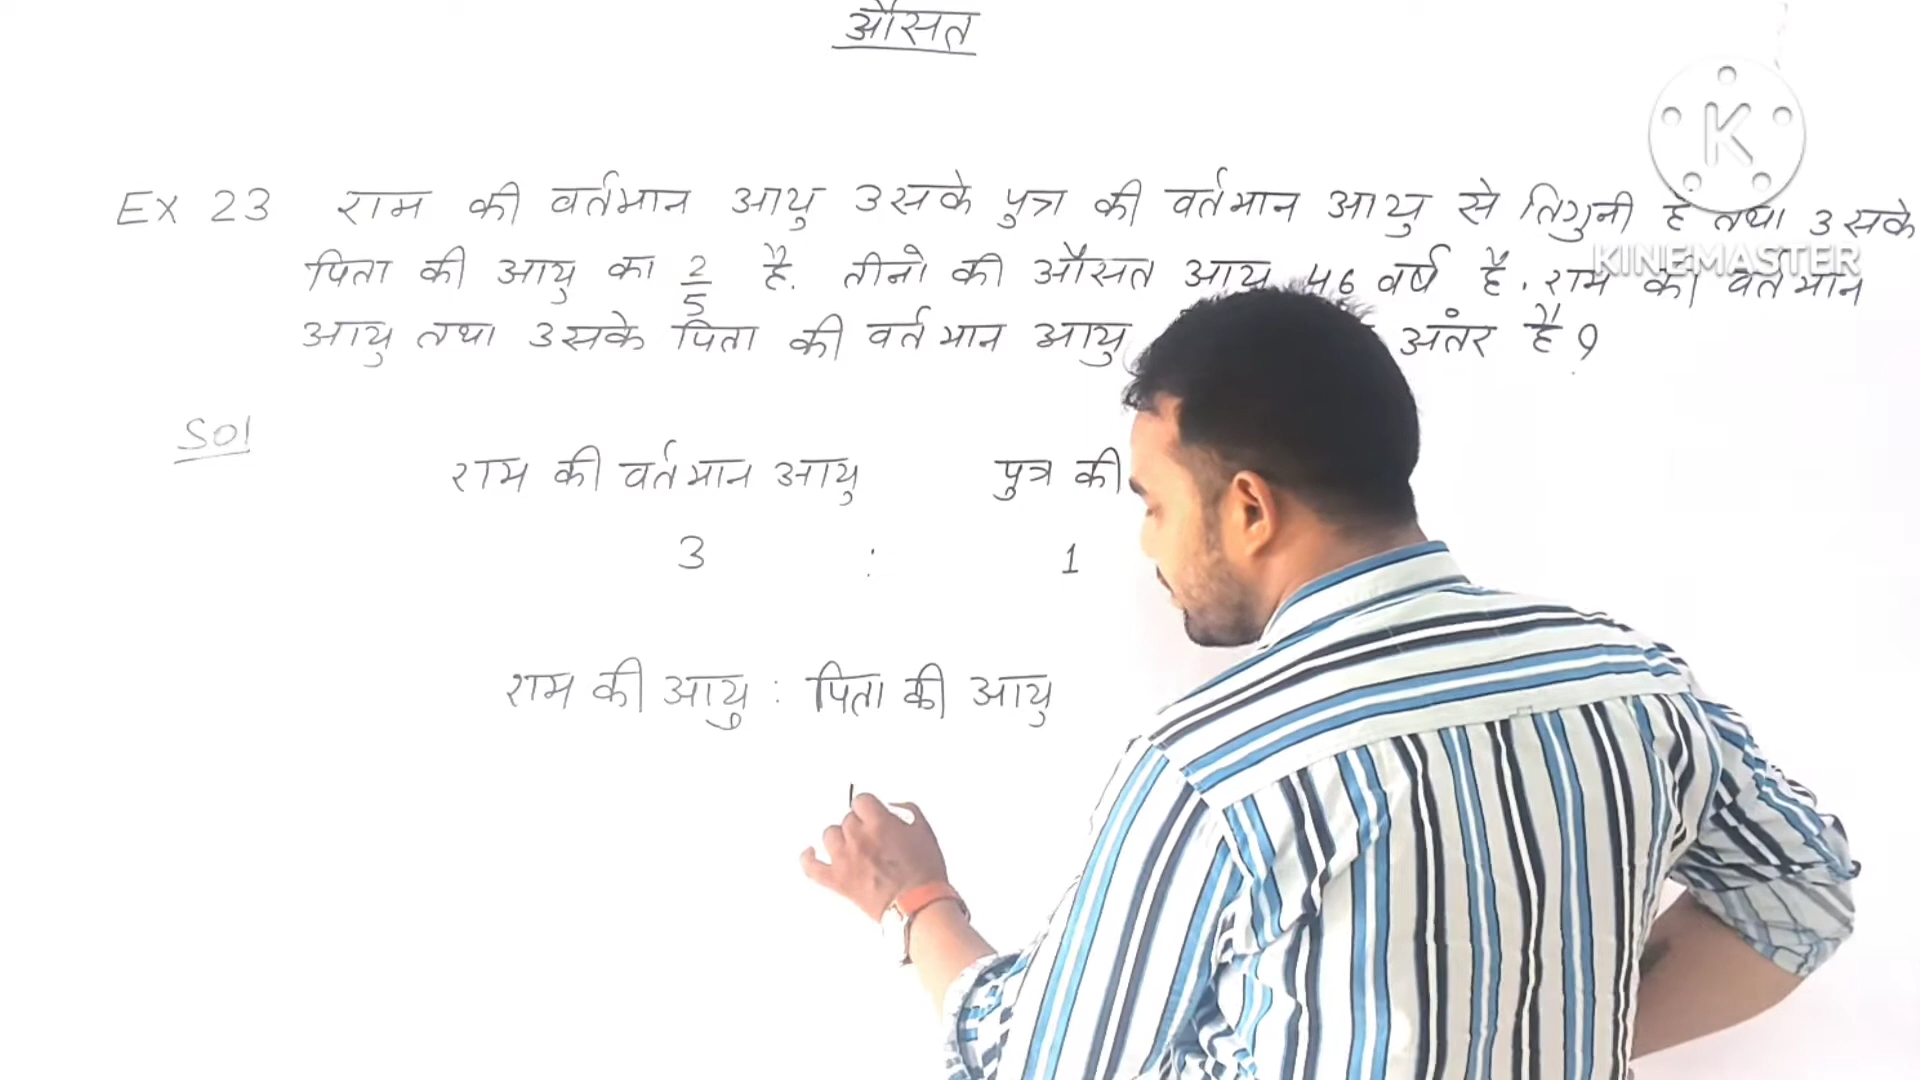 औसत
Ex 23 राम की वर्तमान आयु उसके पुत्र की वर्तमान आयु से तिगुनी है तथा उसके
पिता की आयु का 2/5 है. तीनो की औसत आयु 46 वर्ष है. राम की वर्तमान
आयु तथा उसके पिता की वर्तमान आयु अंतर है?
Sol
राम की वर्तमान आयु पुत्र की
3 : 1
राम की आयु : पिता की आयु
K
KINEMASTER